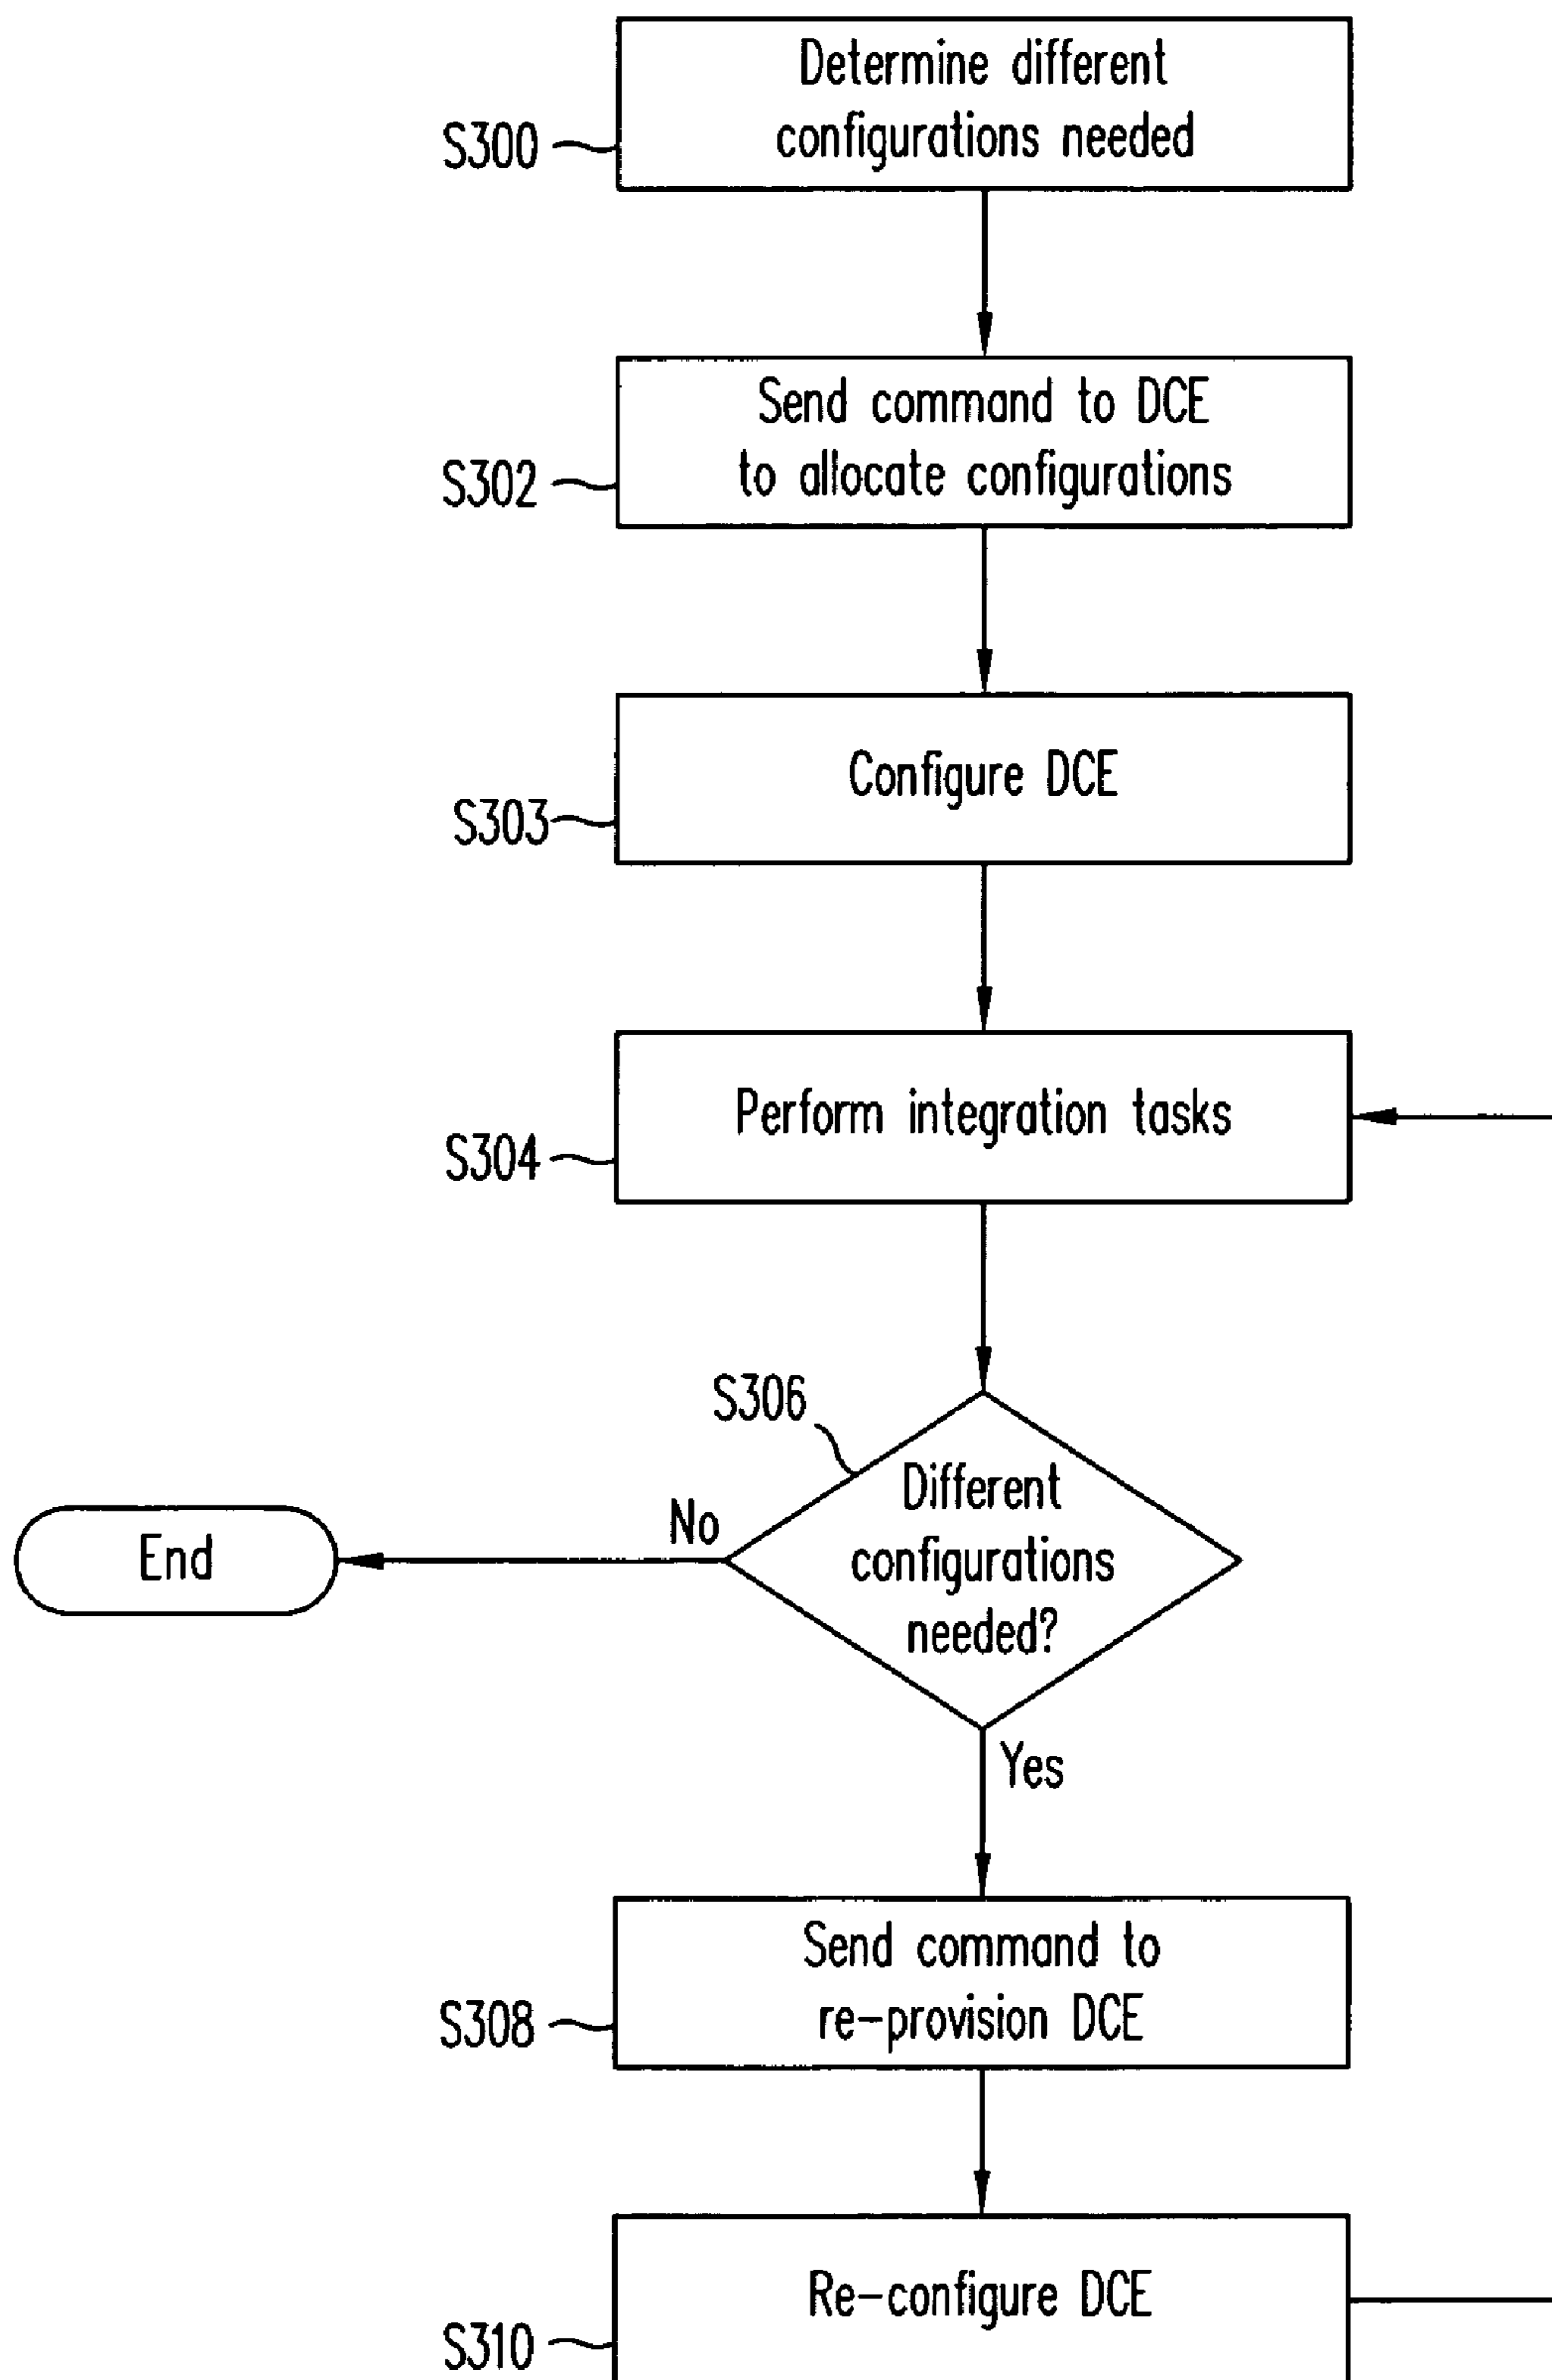 Determine different
configurations needed
S300
Send command to DCE
to allocate configurations
S302
Configure DCE
S303
Perform integration tasks
S304
S306
Different
configurations
needed?
No
End
Yes
Send command to
re-provision DCE
S308
Re-configure DCE
S310